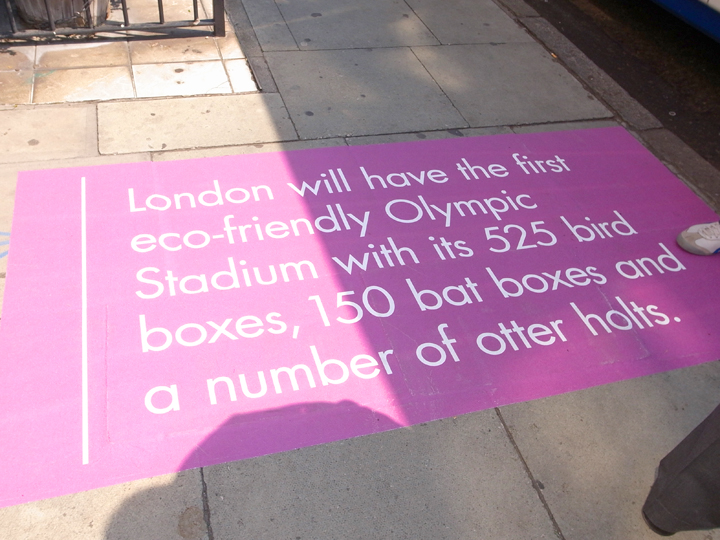 London will have the first
eco-friendly Olympic
Stadium with its 525 bird
boxes, 150 bat boxes and
a number of otter holts.